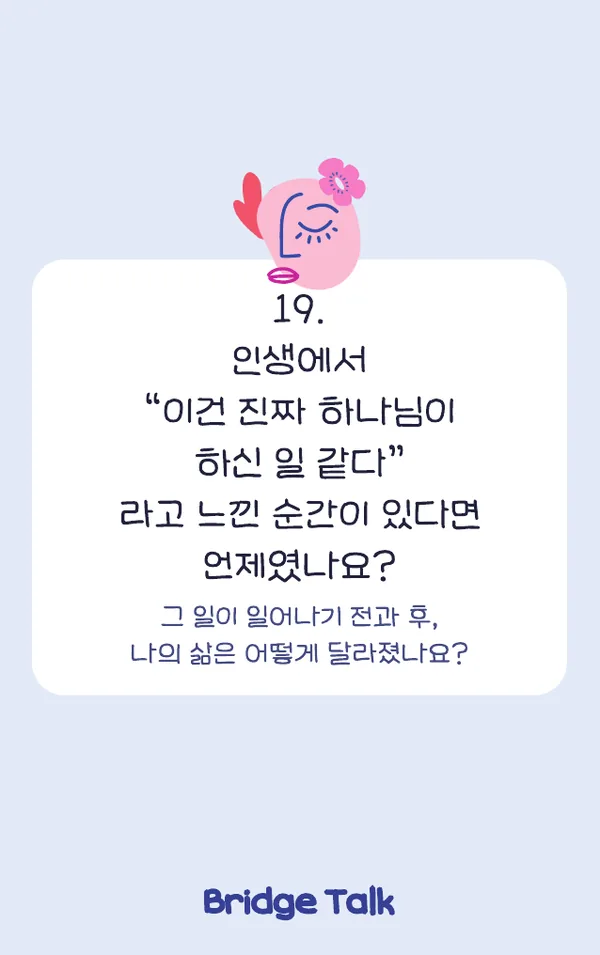 19.
인생에서
“이건 진짜 하나님이
하신 일 같다”
라고 느낀 순간이 있다면
언제였나요?
그 일이 일어나기 전과 후,
나의 삶은 어떻게 달라졌나요?
Bridge Talk